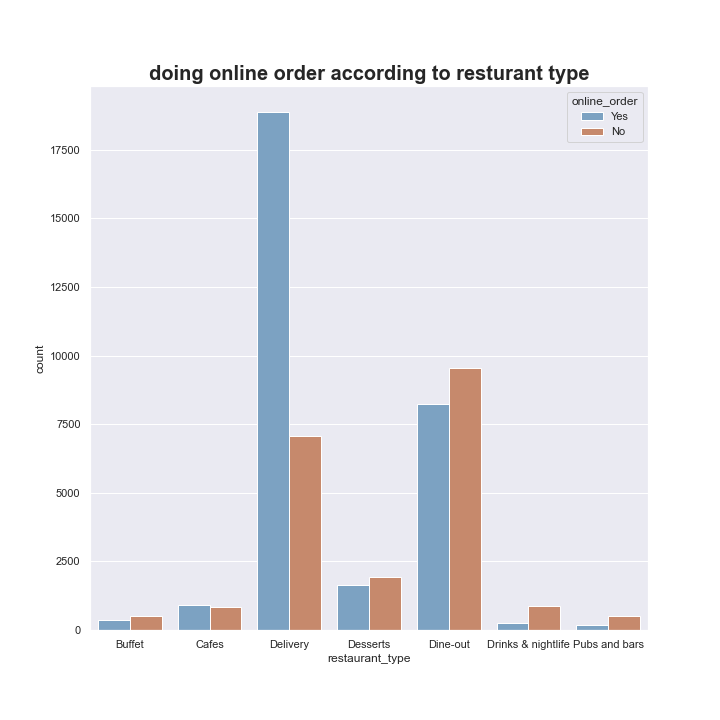 doing online order according to resturant type
online_order
Yes
No
17500
15000
12500
10000
7500
5000
2500
0
count
Buffet Cafes Delivery Desserts Dine-out Drinks & nightlife Pubs and bars
restaurant_type